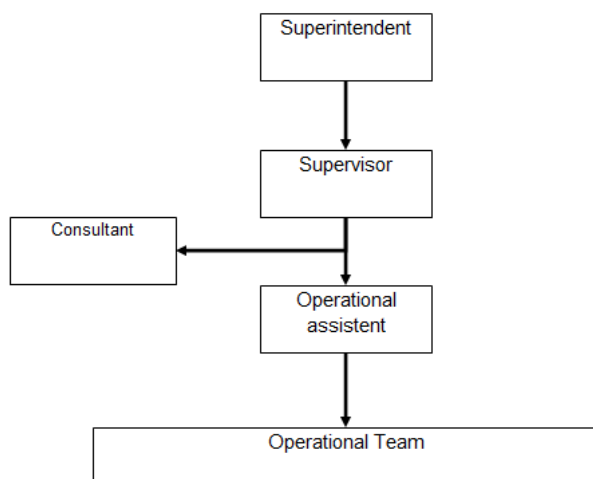 Superintendent
Supervisor
Consultant
Operational
assistent
Operational Team